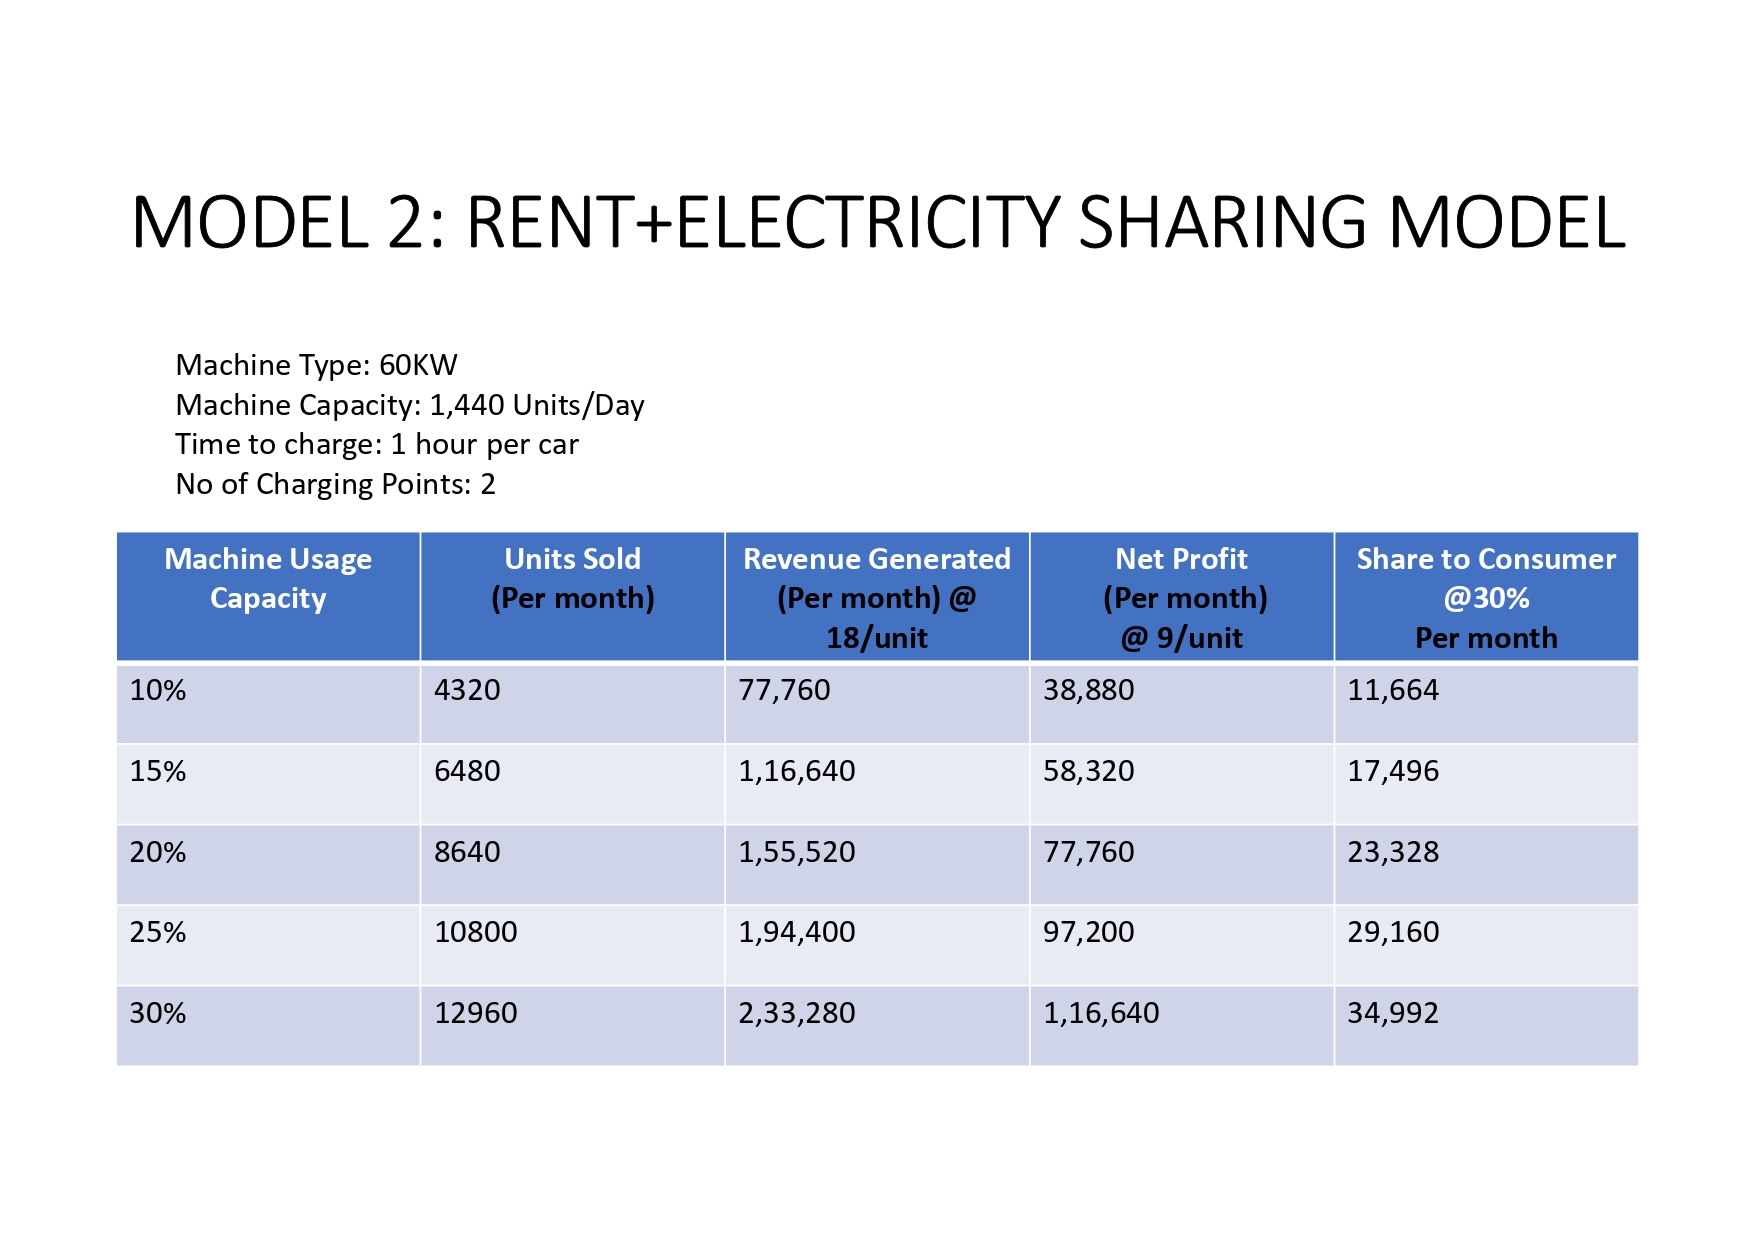 MODEL 2: RENT+ELECTRICITY SHARING MODEL
Machine Type: 60KW
Machine Capacity: 1,440 Units/Day
Time to charge: 1 hour per car
No of Charging Points: 2
Machine Usage Capacity | Units Sold (Per month) | Revenue Generated (Per month) @ 18/unit | Net Profit (Per month) @ 9/unit | Share to Consumer @30% Per month
10% 4320 77,760 38,880 11,664
15% 6480 1,16,640 58,320 17,496
20% 8640 1,55,520 77,760 23,328
25% 10800 1,94,400 97,200 29,160
30% 12960 2,33,280 1,16,640 34,992